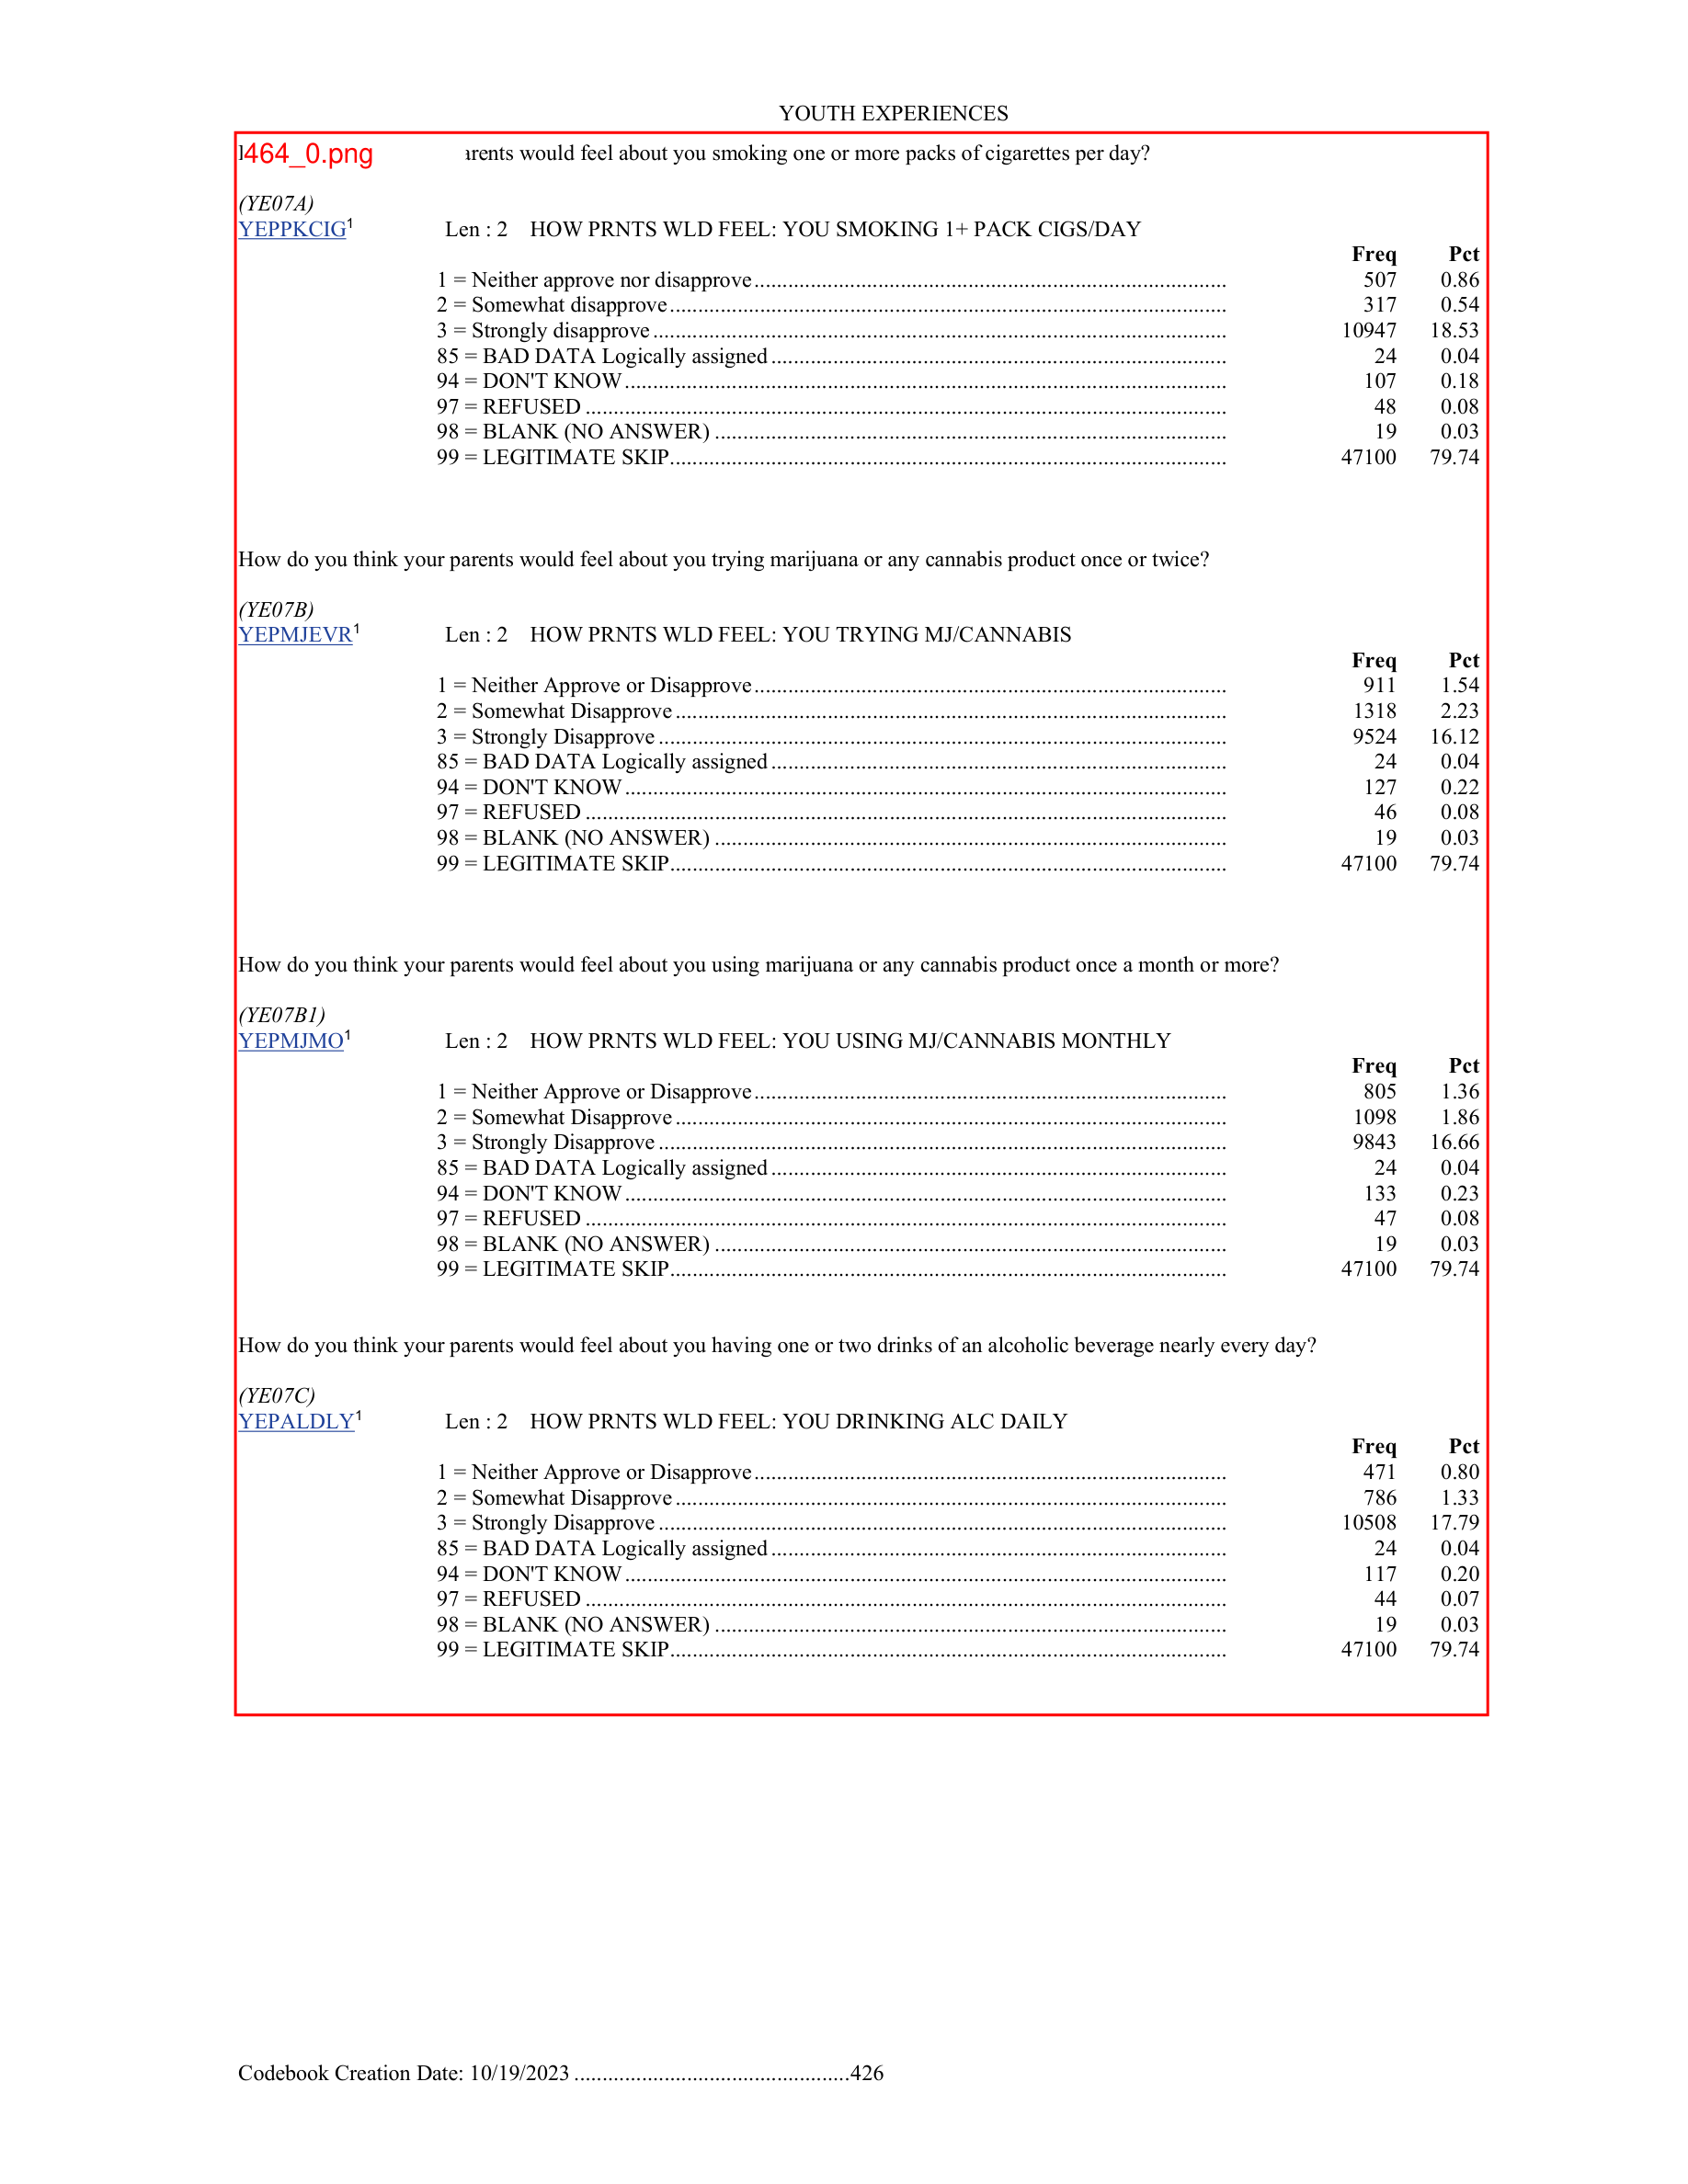 YOUTH EXPERIENCES
464_0.png would feel about you smoking one or more packs of cigarettes per day?
(YE07A)
YEPPKCIG1 Len : 2 HOW PRNTS WLD FEEL: YOU SMOKING 1+ PACK CIGS/DAY
Freq Pct
1 = Neither approve nor disapprove 507 0.86
2 = Somewhat disapprove 317 0.54
3 = Strongly disapprove 10947 18.53
85 = BAD DATA Logically assigned 24 0.04
94 = DON'T KNOW 107 0.18
97 = REFUSED 48 0.08
98 = BLANK (NO ANSWER) 19 0.03
99 = LEGITIMATE SKIP 47100 79.74
How do you think your parents would feel about you trying marijuana or any cannabis product once or twice?
(YE07B)
YEPMJEVR1 Len : 2 HOW PRNTS WLD FEEL: YOU TRYING MJ/CANNABIS
Freq Pct
1 = Neither Approve or Disapprove 911 1.54
2 = Somewhat Disapprove 1318 2.23
3 = Strongly Disapprove 9524 16.12
85 = BAD DATA Logically assigned 24 0.04
94 = DON'T KNOW 127 0.22
97 = REFUSED 46 0.08
98 = BLANK (NO ANSWER) 19 0.03
99 = LEGITIMATE SKIP 47100 79.74
How do you think your parents would feel about you using marijuana or any cannabis product once a month or more?
(YE07B1)
YEPMJMO1 Len : 2 HOW PRNTS WLD FEEL: YOU USING MJ/CANNABIS MONTHLY
Freq Pct
1 = Neither Approve or Disapprove 805 1.36
2 = Somewhat Disapprove 1098 1.86
3 = Strongly Disapprove 9843 16.66
85 = BAD DATA Logically assigned 24 0.04
94 = DON'T KNOW 133 0.23
97 = REFUSED 47 0.08
98 = BLANK (NO ANSWER) 19 0.03
99 = LEGITIMATE SKIP 47100 79.74
How do you think your parents would feel about you having one or two drinks of an alcoholic beverage nearly every day?
(YE07C)
YEPALDLY1 Len : 2 HOW PRNTS WLD FEEL: YOU DRINKING ALC DAILY
Freq Pct
1 = Neither Approve or Disapprove 471 0.80
2 = Somewhat Disapprove 786 1.33
3 = Strongly Disapprove 10508 17.79
85 = BAD DATA Logically assigned 24 0.04
94 = DON'T KNOW 117 0.20
97 = REFUSED 44 0.07
98 = BLANK (NO ANSWER) 19 0.03
99 = LEGITIMATE SKIP 47100 79.74
Codebook Creation Date: 10/19/2023 .................................................426